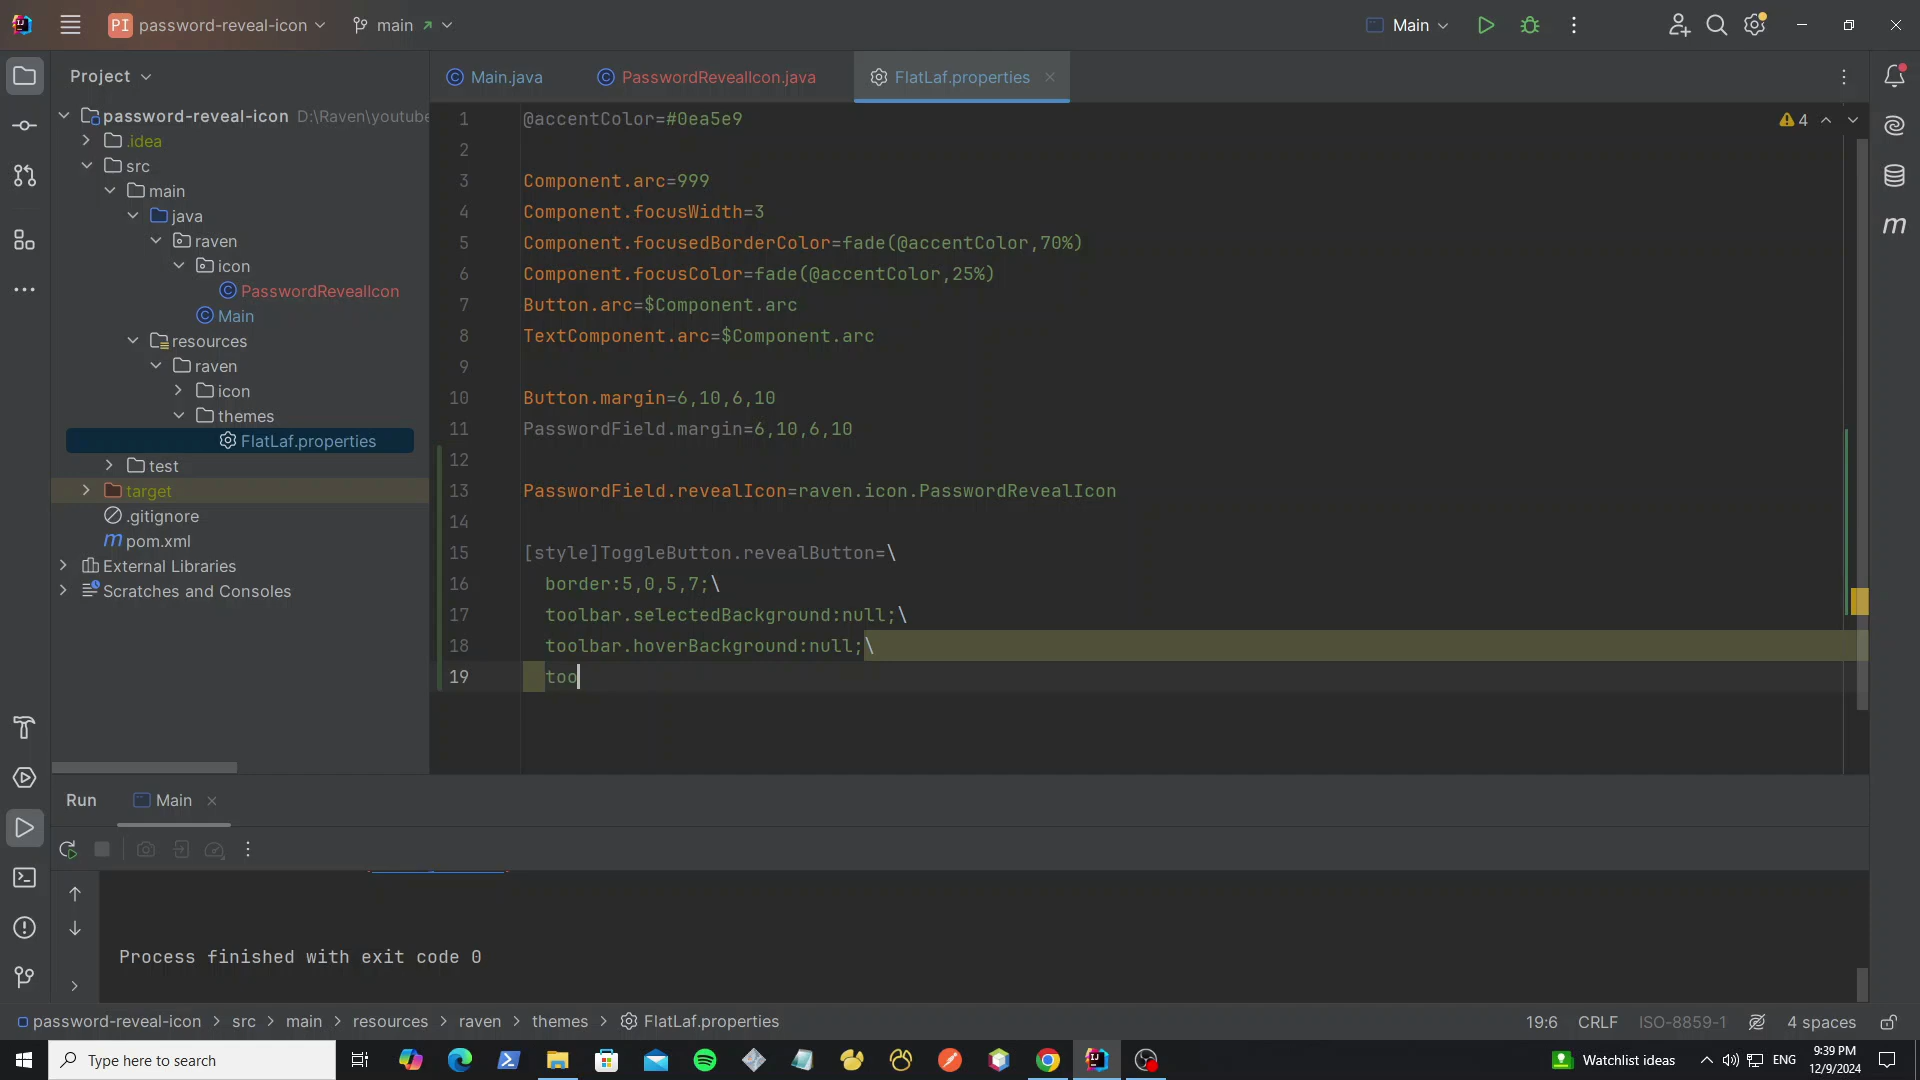 PI password-reveal-icon main Main
Project
Main.java PasswordRevealIcon.java FlatLaf.properties
password-reveal-icon D:\Raven\youtube
.idea
src
main
java
raven
icon
PasswordRevealIcon
Main
resources
raven
icon
themes
FlatLaf.properties
test
target
.gitignore
m pom.xml
External Libraries
Scratches and Consoles
1 @accentColor=#0ea5e9
2
3 Component.arc=999
4 Component.focusWidth=3
5 Component.focusedBorderColor=fade(@accentColor,70%)
6 Component.focusColor=fade(@accentColor,25%)
7 Button.arc=$Component.arc
8 TextComponent.arc=$Component.arc
9
10 Button.margin=6,10,6,10
11 PasswordField.margin=6,10,6,10
12
13 PasswordField.revealIcon=raven.icon.PasswordRevealIcon
14
15 [style]ToggleButton.revealButton=\
16 border:5,0,5,7;\
17 toolbar.selectedBackground:null;\
18 toolbar.hoverBackground:null;\
19 too
4
m
Run Main
Process finished with exit code 0
password-reveal-icon > src > main > resources > raven > themes > FlatLaf.properties
19:6 CRLF ISO-8859-1 4 spaces
Type here to search
Watchlist ideas
ENG
9:39 PM
12/9/2024